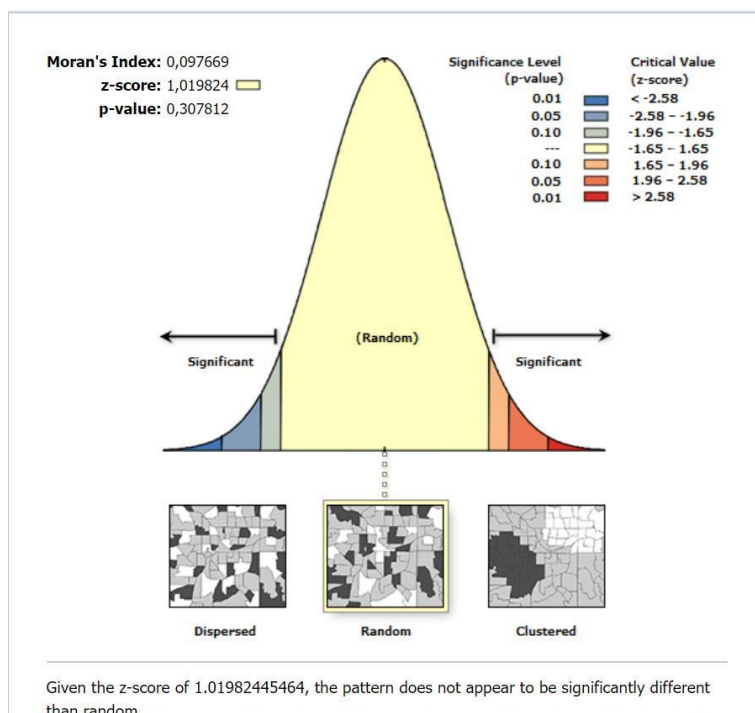 Moran's Index: 0,097669
z-score: 1,019824
p-value: 0,307812
Significance Level
(p-value)
Critical Value
(z-score)
0.01 < -2.58
0.05 -2.58 – -1.96
0.10 -1.96 – -1.65
--- -1.65 – 1.65
0.10 1.65 – 1.96
0.05 1.96 – 2.58
0.01 > 2.58
(Random)
Significant
Significant
Dispersed
Random
Clustered
Given the z-score of 1.01982445464, the pattern does not appear to be significantly different
than random